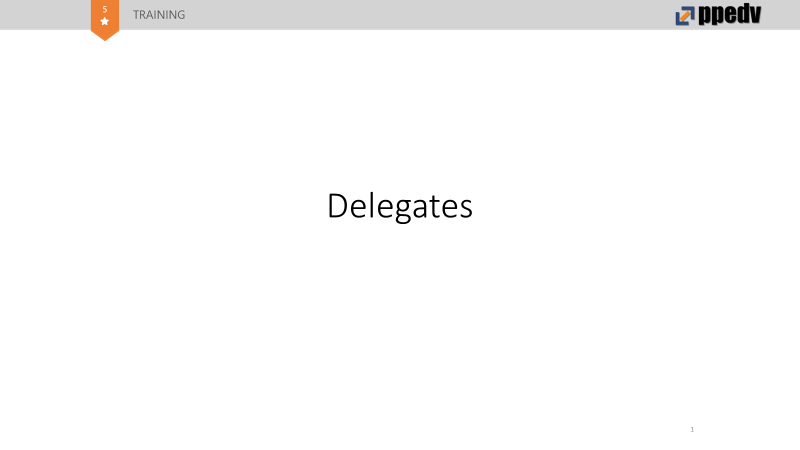 5
TRAINING
ppedv
Delegates
1